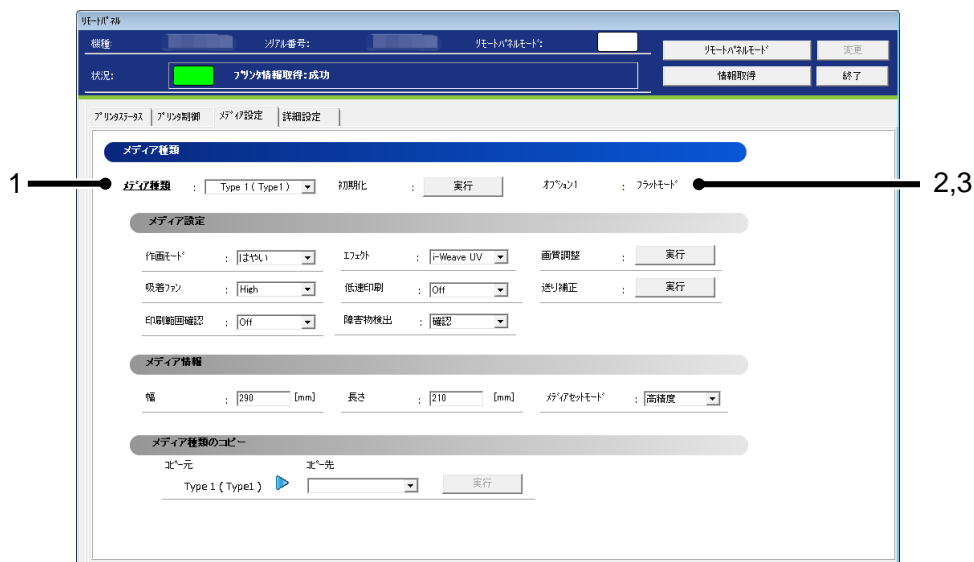 ﾘﾓｰﾄﾊﾟﾈﾙ
機種: ｼﾘｱﾙ番号: ﾘﾓｰﾄﾊﾟﾈﾙﾓｰﾄﾞ: ﾘﾓｰﾄﾊﾟﾈﾙﾓｰﾄﾞ 変更
状況: ﾌﾟﾘﾝﾀ情報取得:成功 情報取得 終了
ﾌﾟﾘﾝﾀｽﾃｰﾀｽ ﾌﾟﾘﾝﾀ制御 ﾒﾃﾞｨｱ設定 詳細設定
メディア種類
1 ﾒﾃﾞｨｱ種類 : Type 1 ( Type1 ) 初期化 : 実行 ｵﾌﾟｼｮﾝ1 : ﾌﾗｯﾄﾓｰﾄﾞ 2,3
メディア設定
作画ﾓｰﾄﾞ : はやい ｴﾌｪｸﾄ : i-Weave UV 画質調整 : 実行
吸着ﾌｧﾝ : High 低速印刷 : Off 送り補正 : 実行
印刷範囲確認 : Off 障害物検出 : 確認
メディア情報
幅 : 290 [mm] 長さ : 210 [mm] ﾒﾃﾞｨｱｾｯﾄﾓｰﾄﾞ : 高精度
メディア種類のコピー
ｺﾋﾟｰ元 ｺﾋﾟｰ先
Type 1 ( Type1 ) 実行